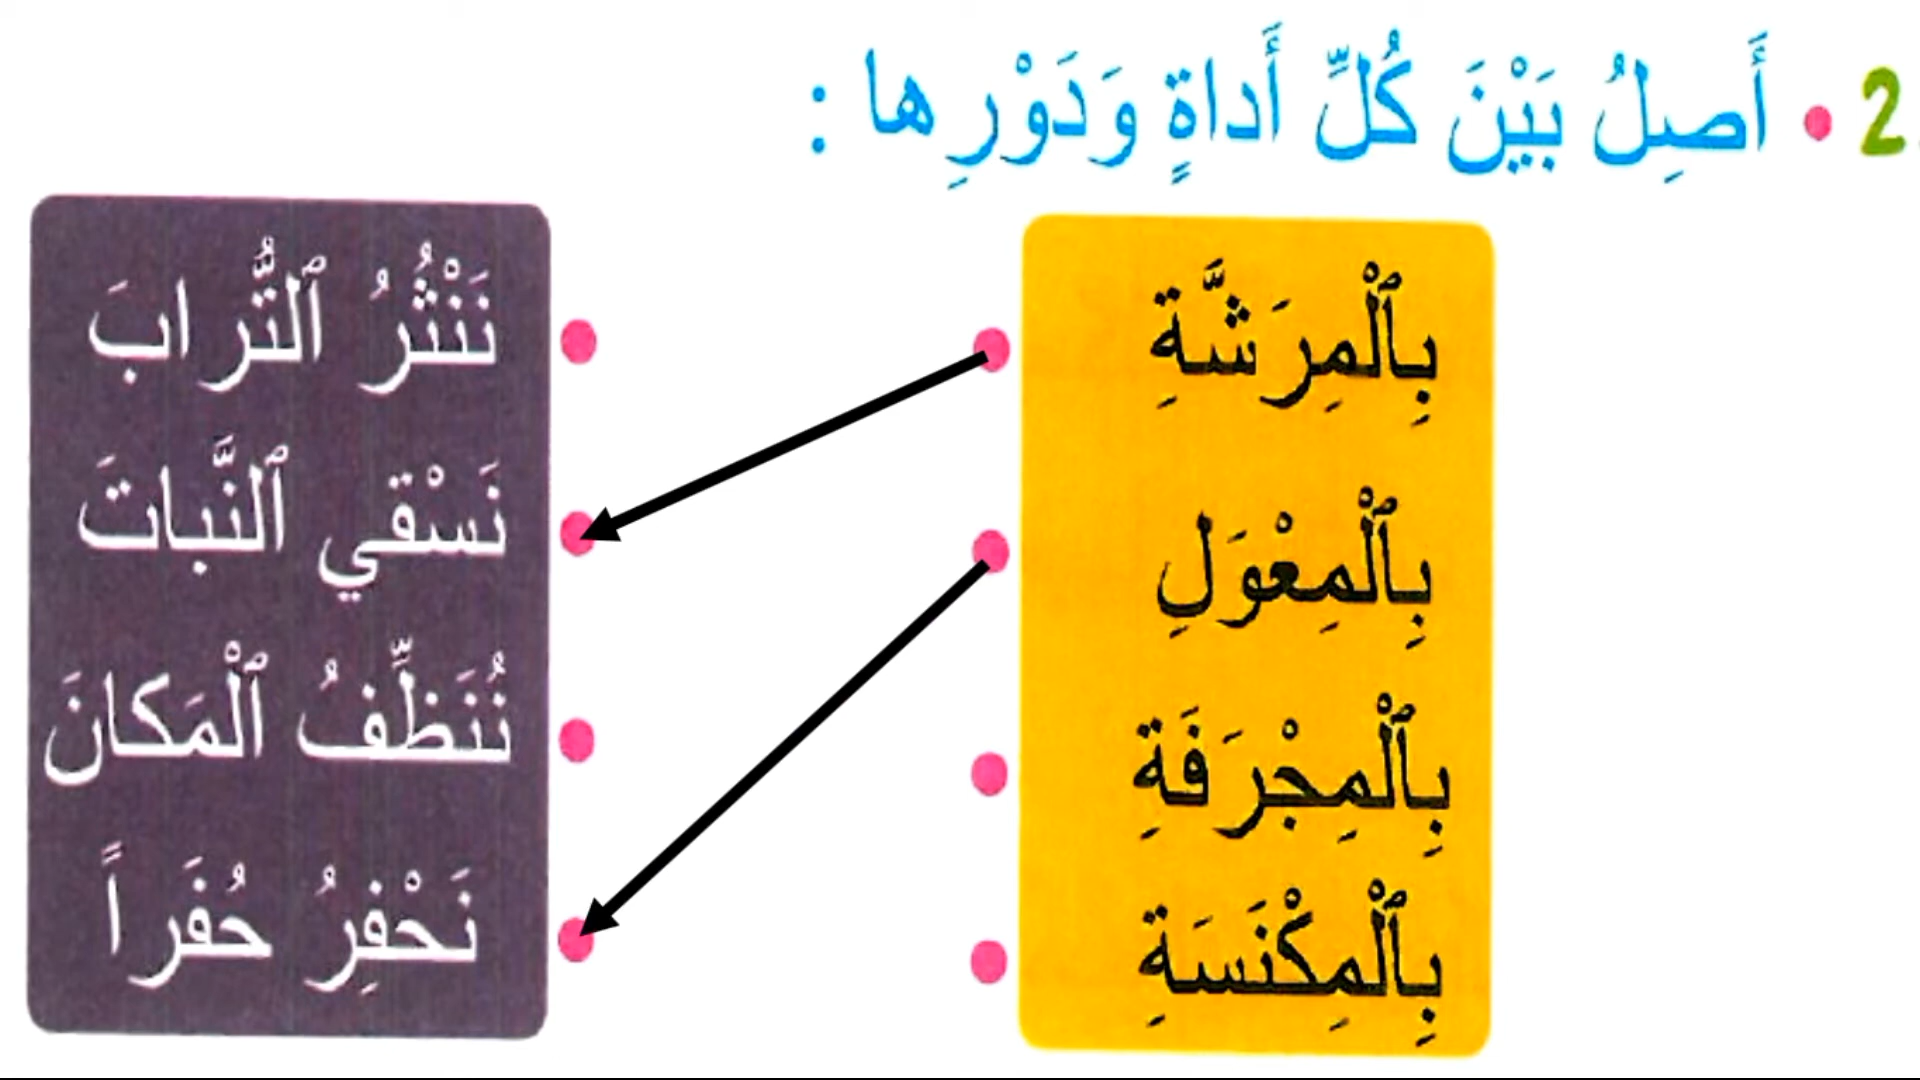 2. أَصِلُ بَيْنَ كُلِّ أَداةٍ وَدَوْرِها :
بِٱلْمِرَشَّةِ
بِٱلْمِعْوَلِ
بِٱلْمِجْرَفَةِ
بِٱلْمِكْنَسَةِ
نَنْثُرُ ٱلتُّرابَ
نَسْقي ٱلنَّباتَ
نُنَظِّفُ ٱلْمَكانَ
نَحْفِرُ حُفَراً